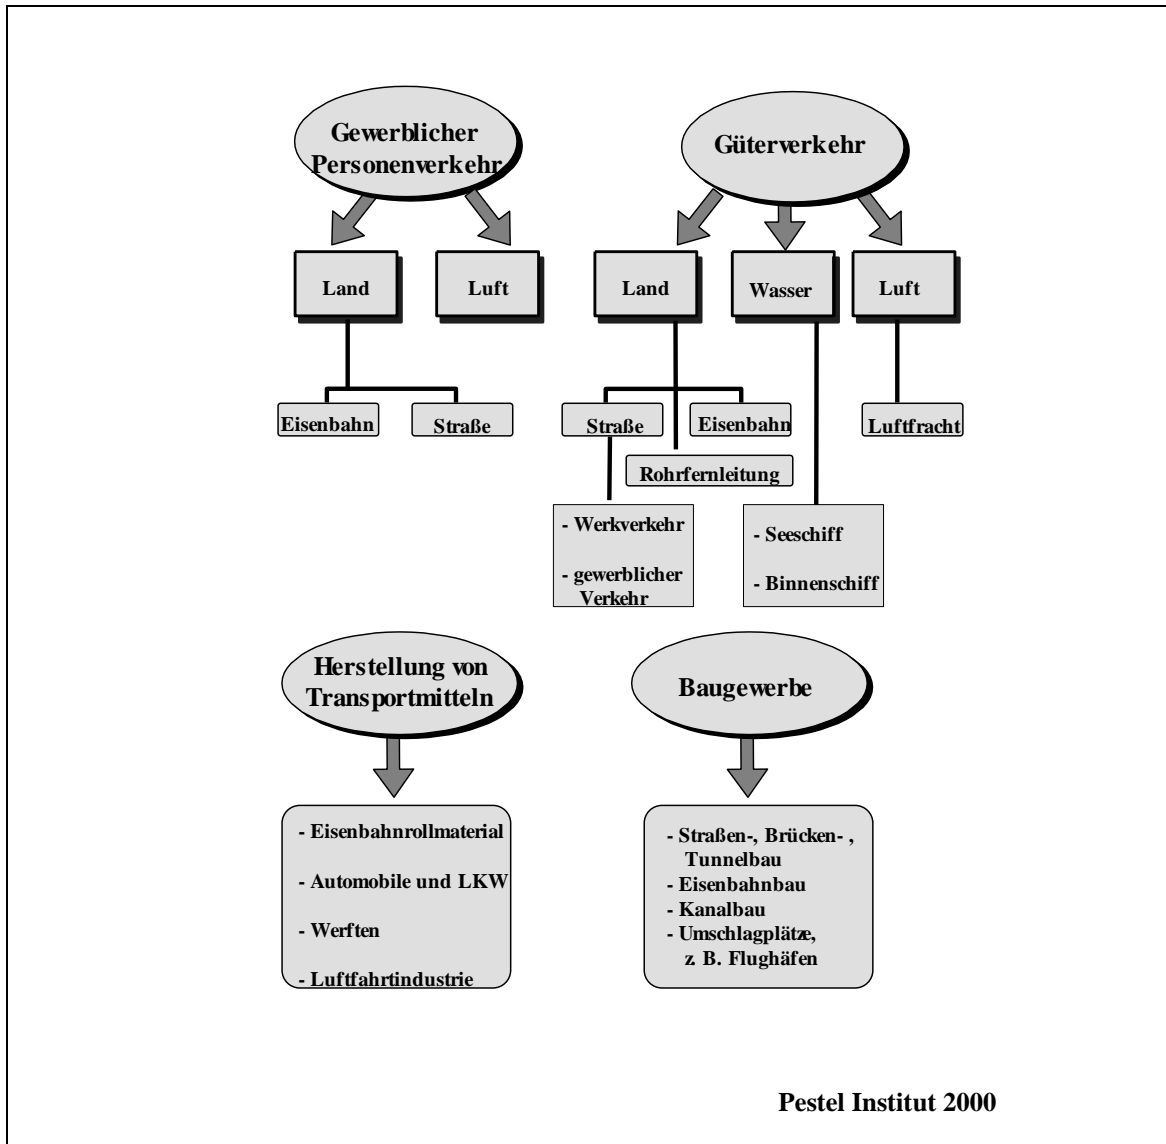 Gewerblicher
Personenverkehr
Güterverkehr
Land
Luft
Land
Wasser
Luft
Eisenbahn
Straße
Straße
Eisenbahn
Luftfracht
Rohrfernleitung
- Werkverkehr
- gewerblicher
Verkehr
- Seeschiff
- Binnenschiff
Herstellung von
Transportmitteln
Baugewerbe
- Eisenbahnrollmaterial
- Automobile und LKW
- Werften
- Luftfahrtindustrie
- Straßen-, Brücken- ,
Tunnelbau
- Eisenbahnbau
- Kanalbau
- Umschlagplätze,
z. B. Flughäfen
Pestel Institut 2000